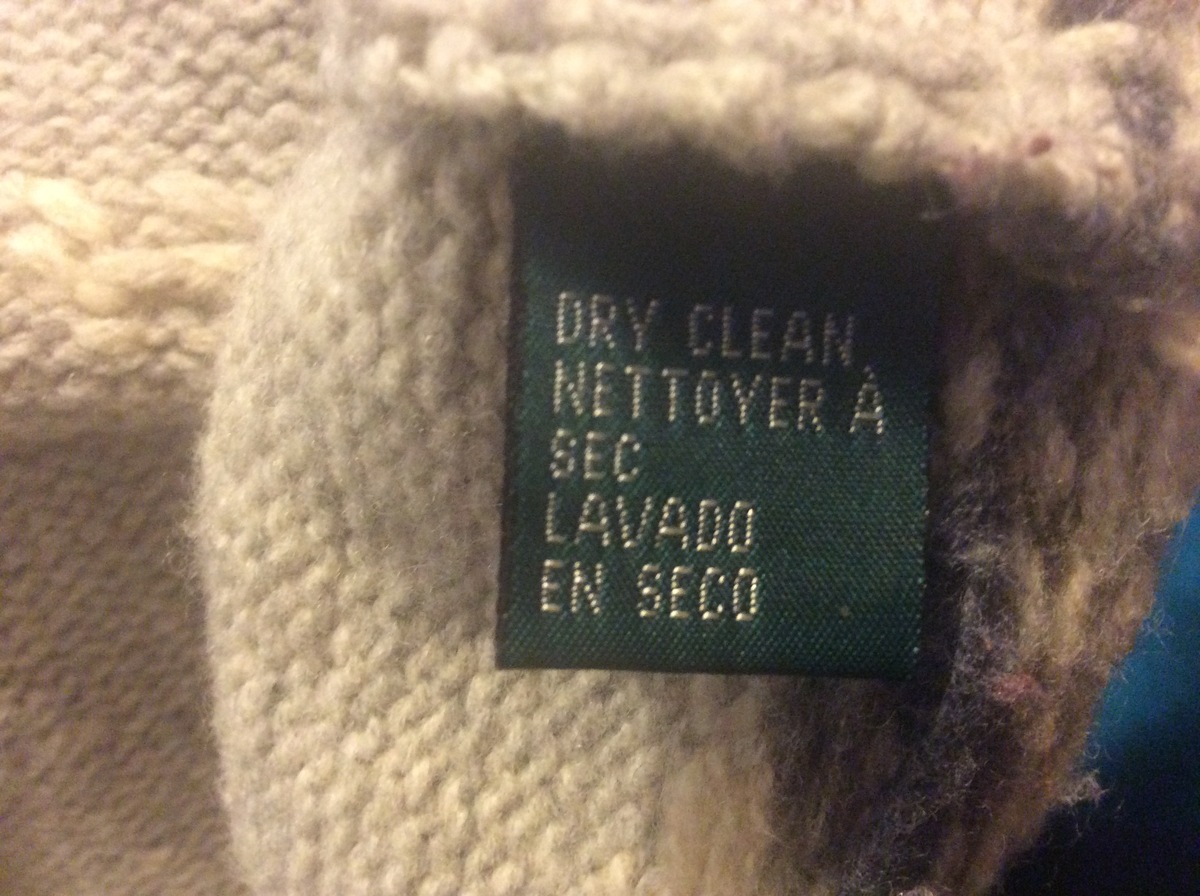 DRY CLEAN
NETTOYER À
SEC
LAVADO
EN SECO